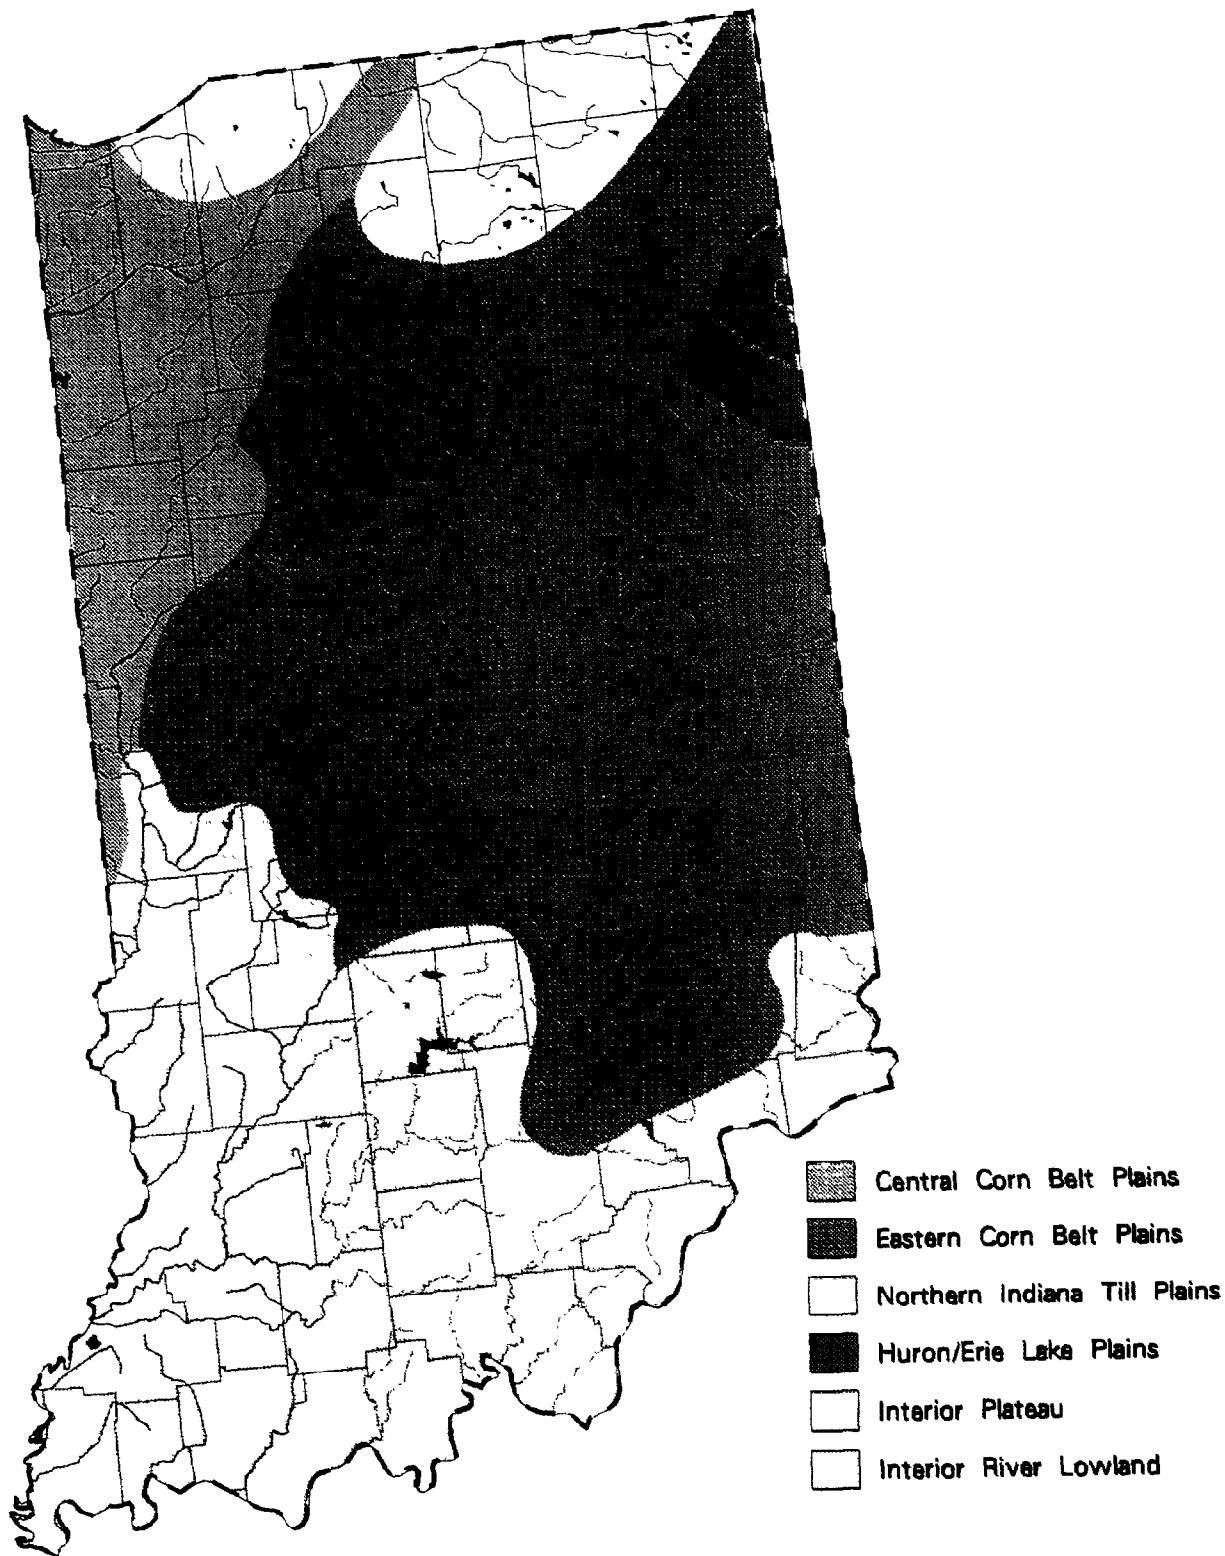 Central Corn Belt Plains
Eastern Corn Belt Plains
Northern Indiana Till Plains
Huron/Erie Lake Plains
Interior Plateau
Interior River Lowland